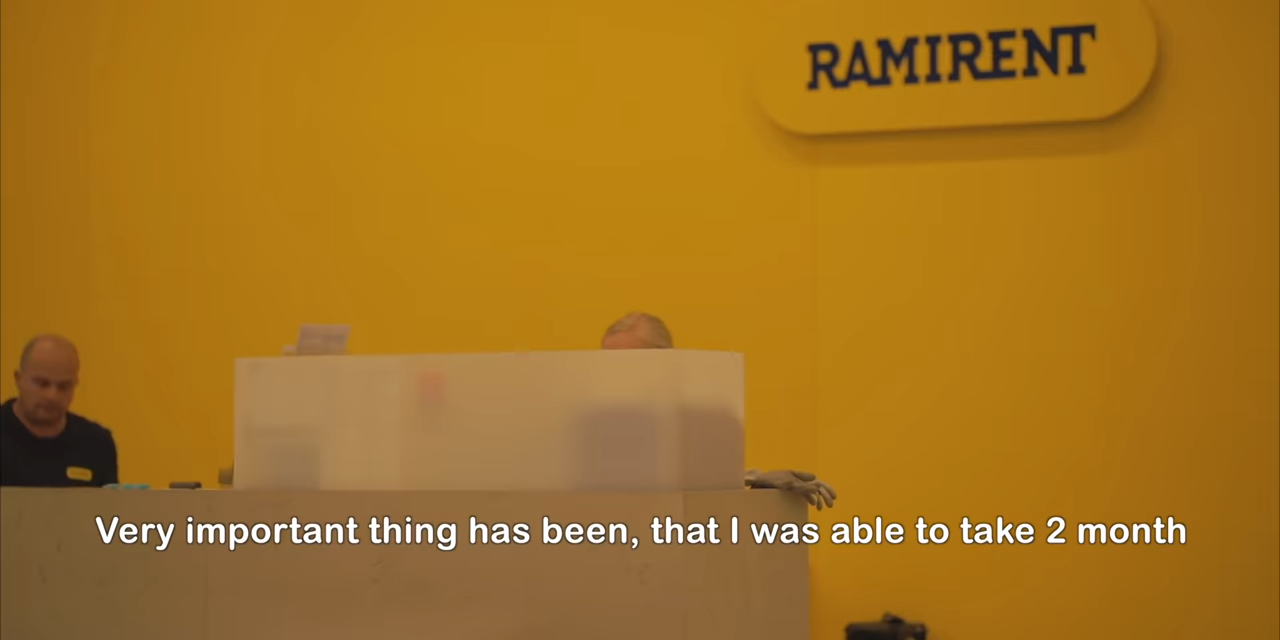 RAMIRENT
Very important thing has been, that I was able to take 2 month